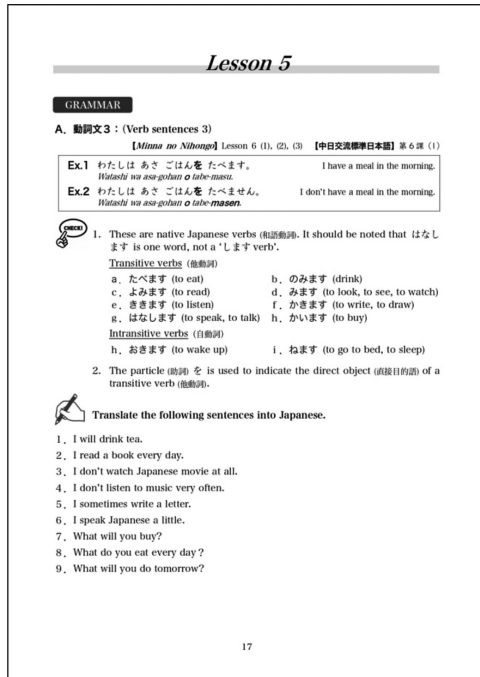 Lesson 5
GRAMMAR
A. 動詞文3：(Verb sentences 3)
【Minna no Nihongo】 Lesson 6 (1), (2), (3) 【中日交流標準日本語】 第6課 (1)
Ex.1 わたしは あさ ごはんを たべます。 I have a meal in the morning.
Watashi wa asa-gohan o tabe-masu.
Ex.2 わたしは あさ ごはんを たべません。 I don't have a meal in the morning.
Watashi wa asa-gohan o tabe-masen.
CHECK!
1. These are native Japanese verbs (和語動詞). It should be noted that はなし
ます is one word, not a 'します verb'.
Transitive verbs (他動詞)
a. たべます (to eat) b. のみます (drink)
c. よみます (to read) d. みます (to look, to see, to watch)
e. ききます (to listen) f. かきます (to write, to draw)
g. はなします (to speak, to talk) h. かいます (to buy)
Intransitive verbs (自動詞)
h. おきます (to wake up) i. ねます (to go to bed, to sleep)
2. The particle (助詞) を is used to indicate the direct object (直接目的語) of a
transitive verb (他動詞).
Translate the following sentences into Japanese.
1. I will drink tea.
2. I read a book every day.
3. I don't watch Japanese movie at all.
4. I don't listen to music very often.
5. I sometimes write a letter.
6. I speak Japanese a little.
7. What will you buy?
8. What do you eat every day?
9. What will you do tomorrow?
17